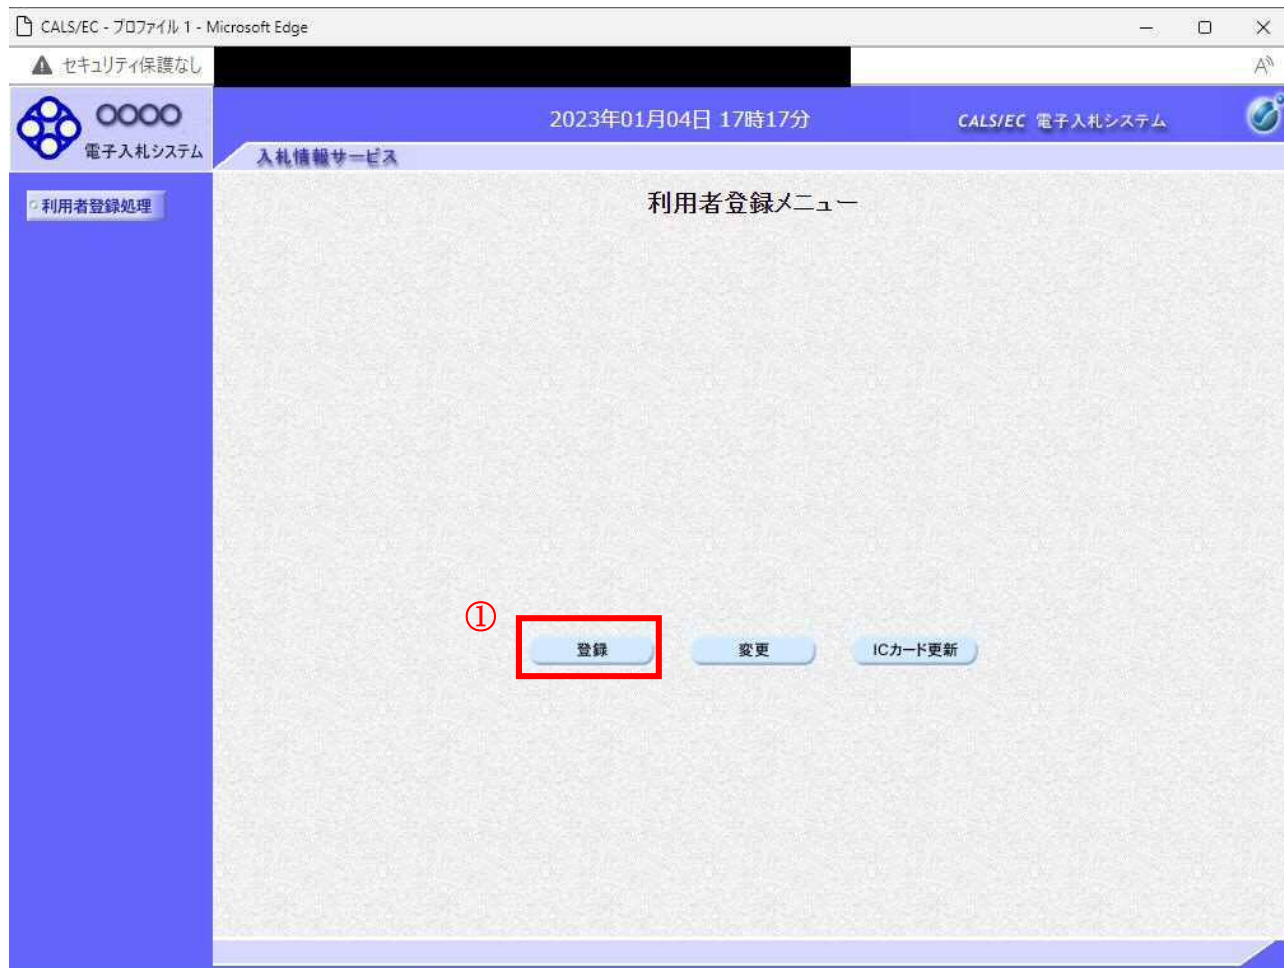 CALS/EC - プロファイル 1 - Microsoft Edge
セキュリティ保護なし
A
〇〇〇〇
電子入札システム
2023年01月04日 17時17分
CALS/EC 電子入札システム
入札情報サービス
利用者登録処理
利用者登録メニュー
①
登録
変更
ICカード更新